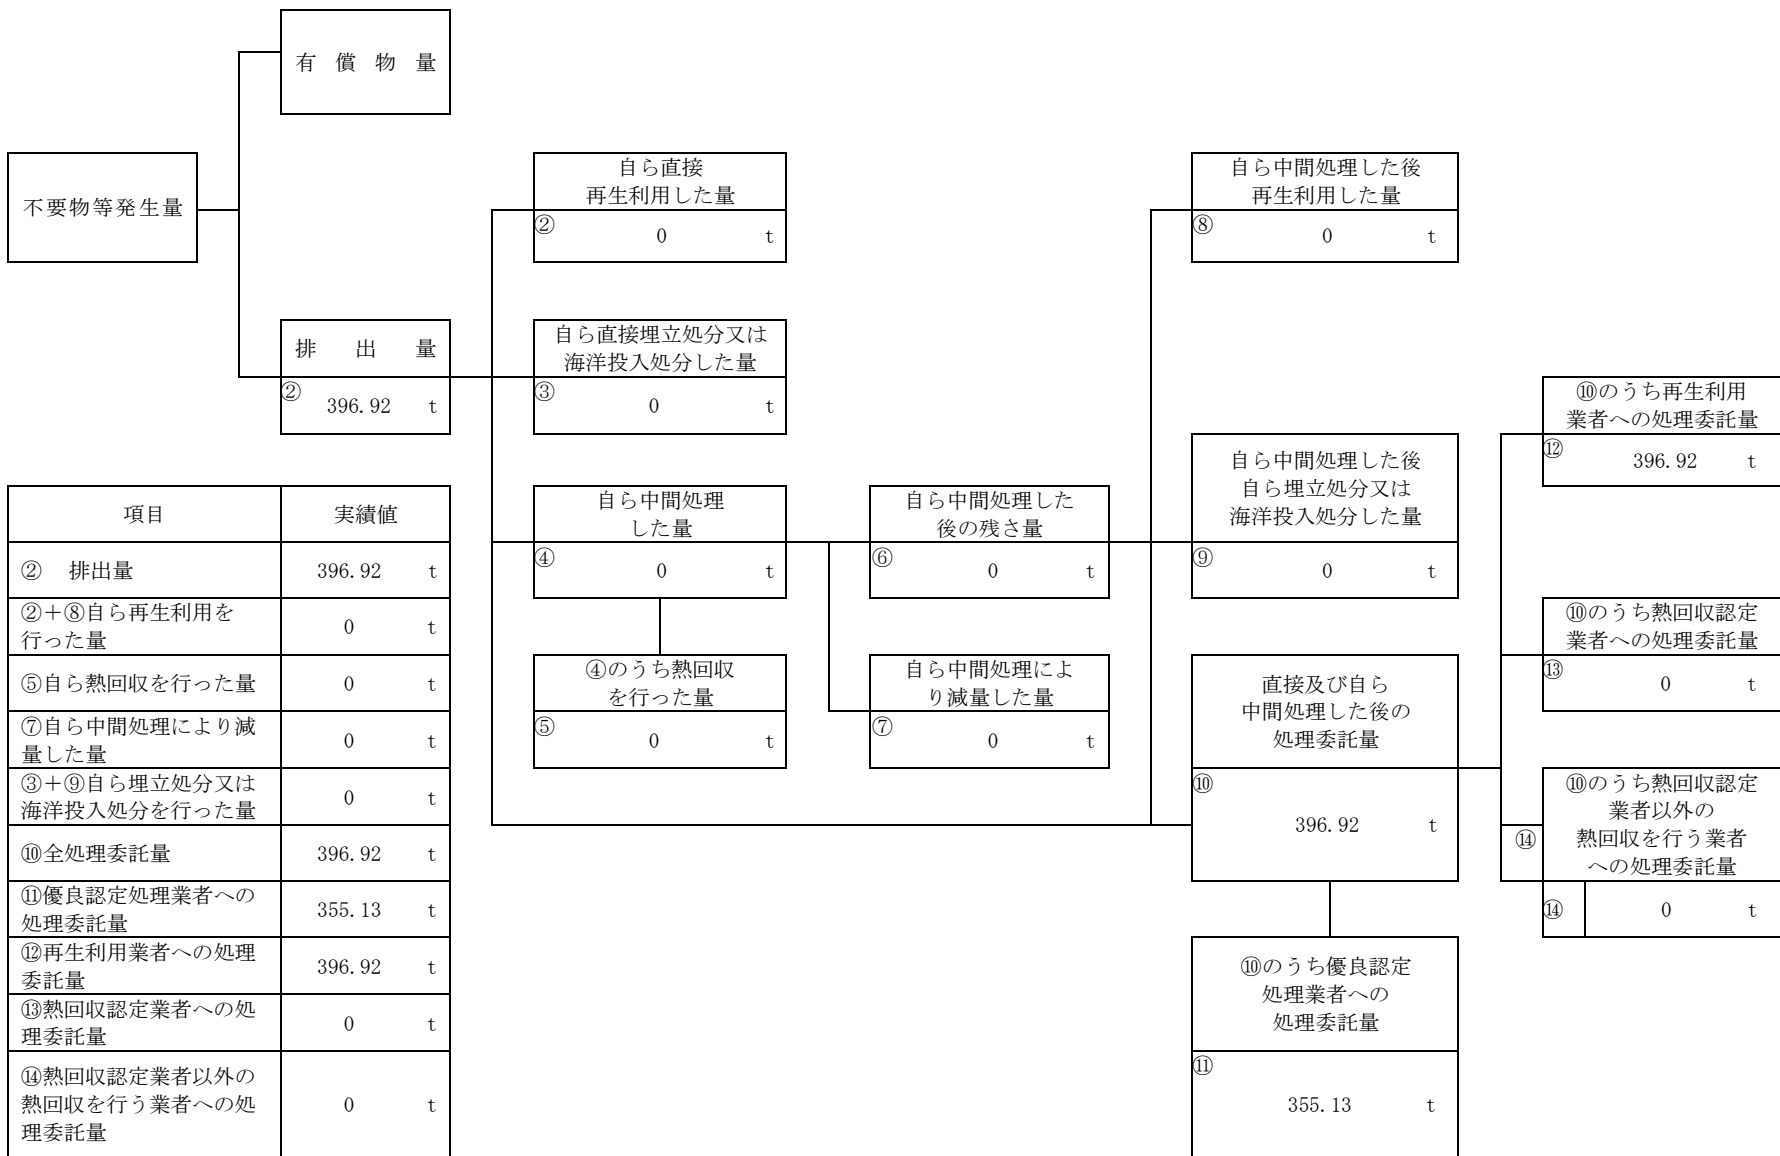 有 償 物 量
不要物等発生量
自ら直接
再生利用した量
② 0 t
自ら中間処理した後
再生利用した量
⑧ 0 t
排 出 量
② 396.92 t
自ら直接埋立処分又は
海洋投入処分した量
③ 0 t
⑩のうち再生利用
業者への処理委託量
⑫ 396.92 t
自ら中間処理
した量
④ 0 t
自ら中間処理した
後の残さ量
⑥ 0 t
自ら中間処理した後
自ら埋立処分又は
海洋投入処分した量
⑨ 0 t
⑩のうち熱回収認定
業者への処理委託量
⑬ 0 t
④のうち熱回収
を行った量
⑤ 0 t
自ら中間処理によ
り減量した量
⑦ 0 t
直接及び自ら
中間処理した後の
処理委託量
⑩ 396.92 t
⑩のうち熱回収認定
業者以外の
熱回収を行う業者
への処理委託量
⑭
⑭ 0 t
⑩のうち優良認定
処理業者への
処理委託量
⑪ 355.13 t
項目 実績値
② 排出量 396.92 t
②+⑧自ら再生利用を
行った量 0 t
⑤自ら熱回収を行った量 0 t
⑦自ら中間処理により減
量した量 0 t
③+⑨自ら埋立処分又は
海洋投入処分を行った量 0 t
⑩全処理委託量 396.92 t
⑪優良認定処理業者への
処理委託量 355.13 t
⑫再生利用業者への処理
委託量 396.92 t
⑬熱回収認定業者への処
理委託量 0 t
⑭熱回収認定業者以外の
熱回収を行う業者への処
理委託量 0 t